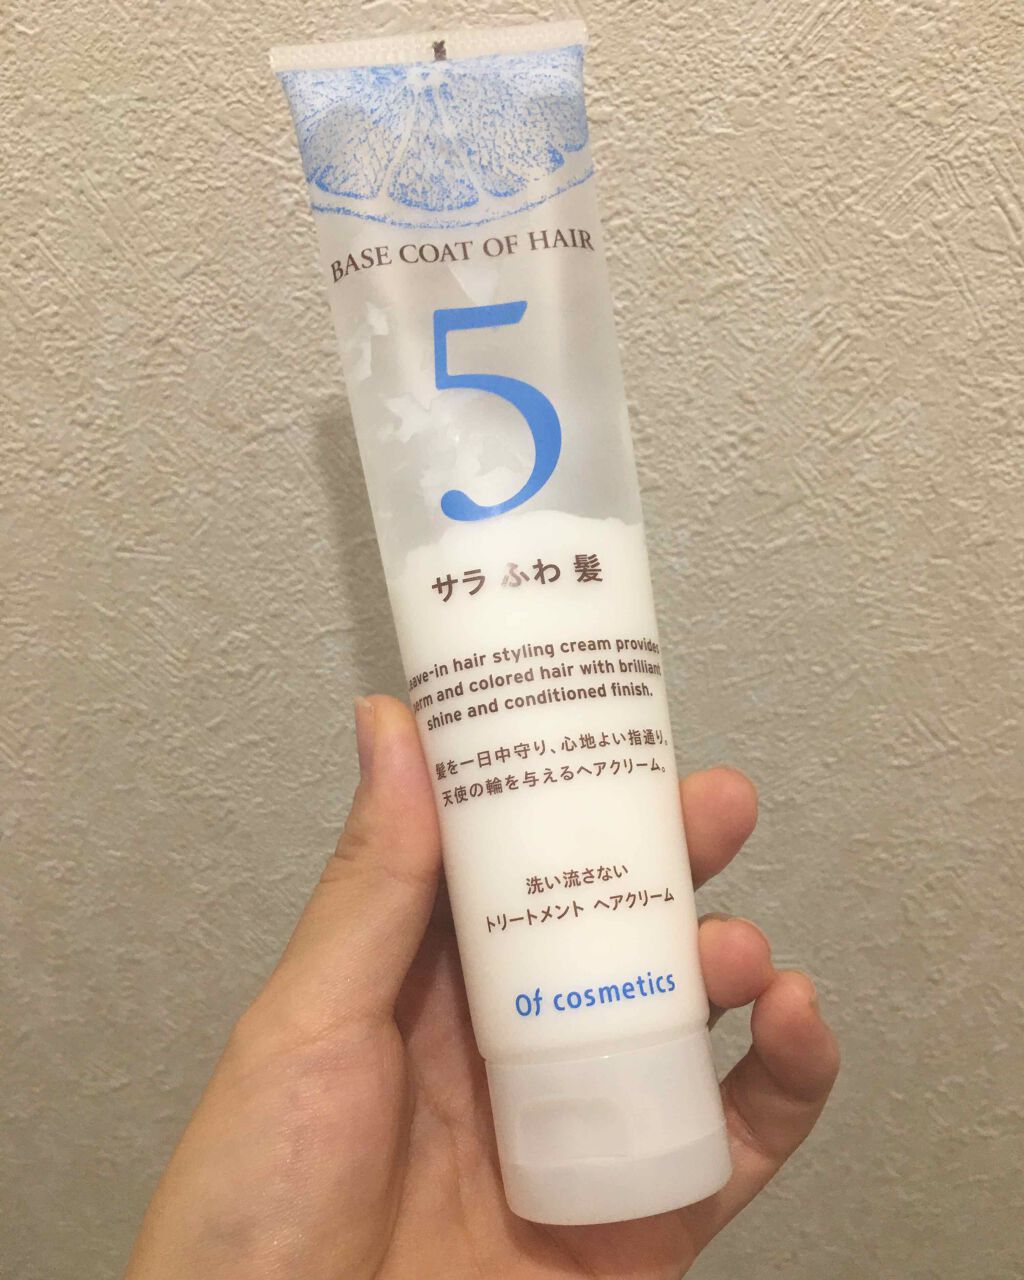 BASE COAT OF HAIR
5
サラ ふわ 髪
eave-in hair styling cream provides
erm and colored hair with brilliant
shine and conditioned finish.
髪を一日中守り、心地よい指通り。
天使の輪を与えるヘアクリーム。
洗い流さない
トリートメント ヘアクリーム
Of cosmetics